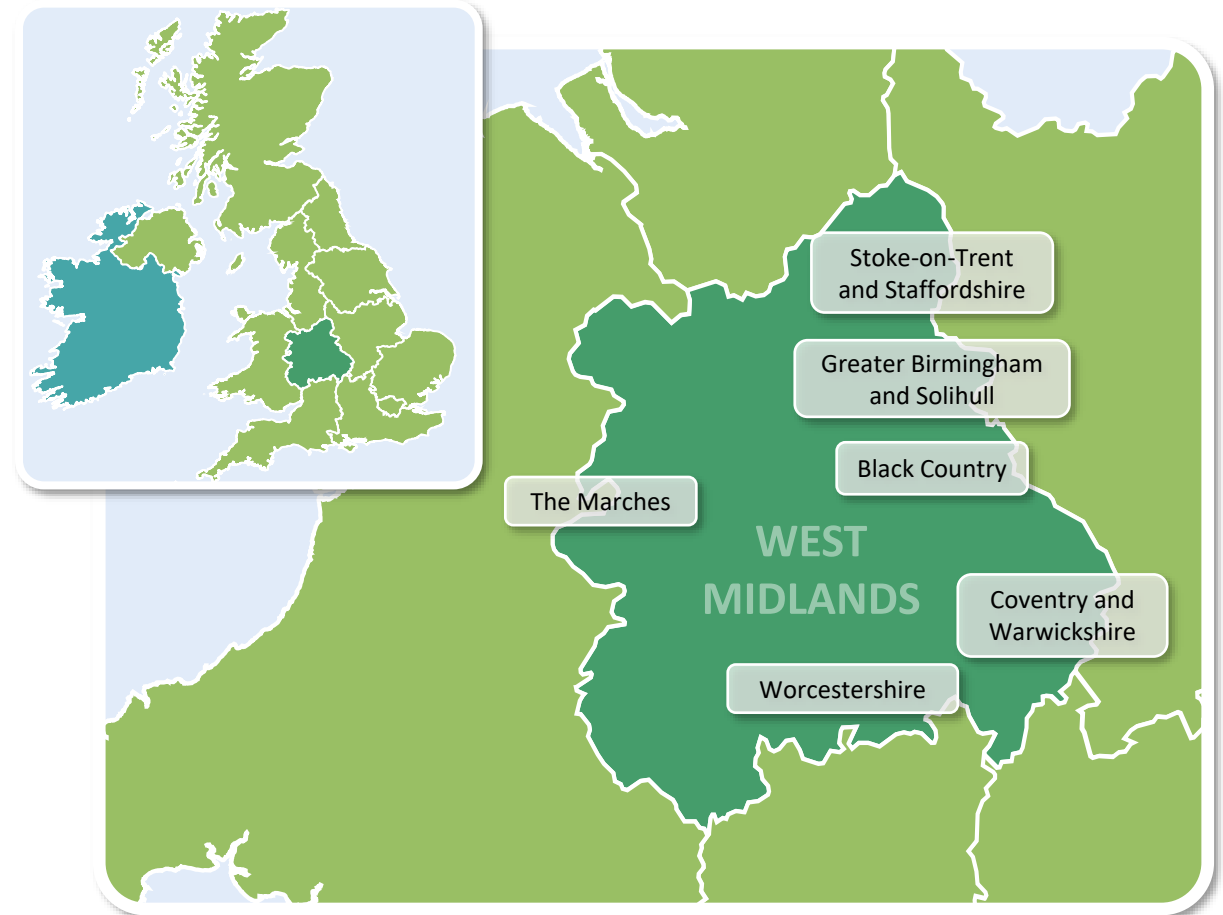 Stoke-on-Trent
and Staffordshire
Greater Birmingham
and Solihull
Black Country
The Marches
WEST
MIDLANDS
Coventry and
Warwickshire
Worcestershire